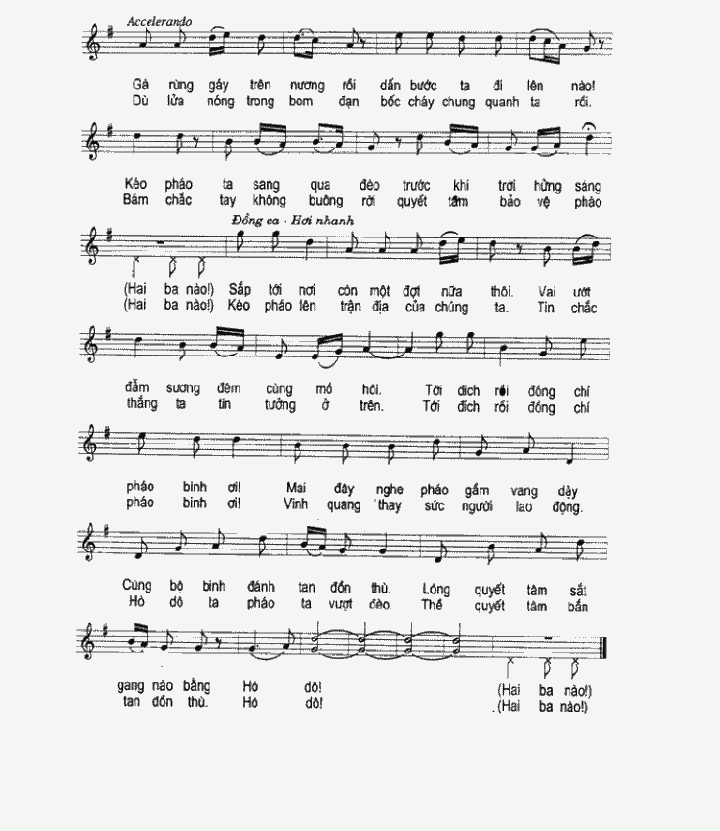 Accelerando
Gà rừng gáy trên nương rồi dấn bước ta đi lên nào!
Dù lửa nóng trong bom đạn bốc cháy chung quanh ta rồi.
Kéo pháo ta sang qua đèo trước khi trời hửng sáng
Bám chắc tay không buông rời quyết tâm bảo vệ pháo
Đồng ca - Hơi nhanh
(Hai ba nào!) Sắp tới nơi còn một đợt nữa thôi. Vai ướt
(Hai ba nào!) Kéo pháo lên trận địa của chúng ta. Tin chắc
đẫm sương đêm cùng mồ hôi. Tới đích rồi đồng chí
thắng ta tin tưởng ở trên. Tới đích rồi đồng chí
pháo binh ơi! Mai đây nghe pháo gầm vang dậy
pháo binh ơi! Vinh quang thay sức người lao động.
Cùng bộ binh đánh tan đồn thù. Lòng quyết tâm sắt
Hò dô ta pháo ta vượt đèo. Thề quyết tâm bắn
gang nào bằng Hò dô! (Hai ba nào!)
tan đồn thù. Hò dô! (Hai ba nào!)